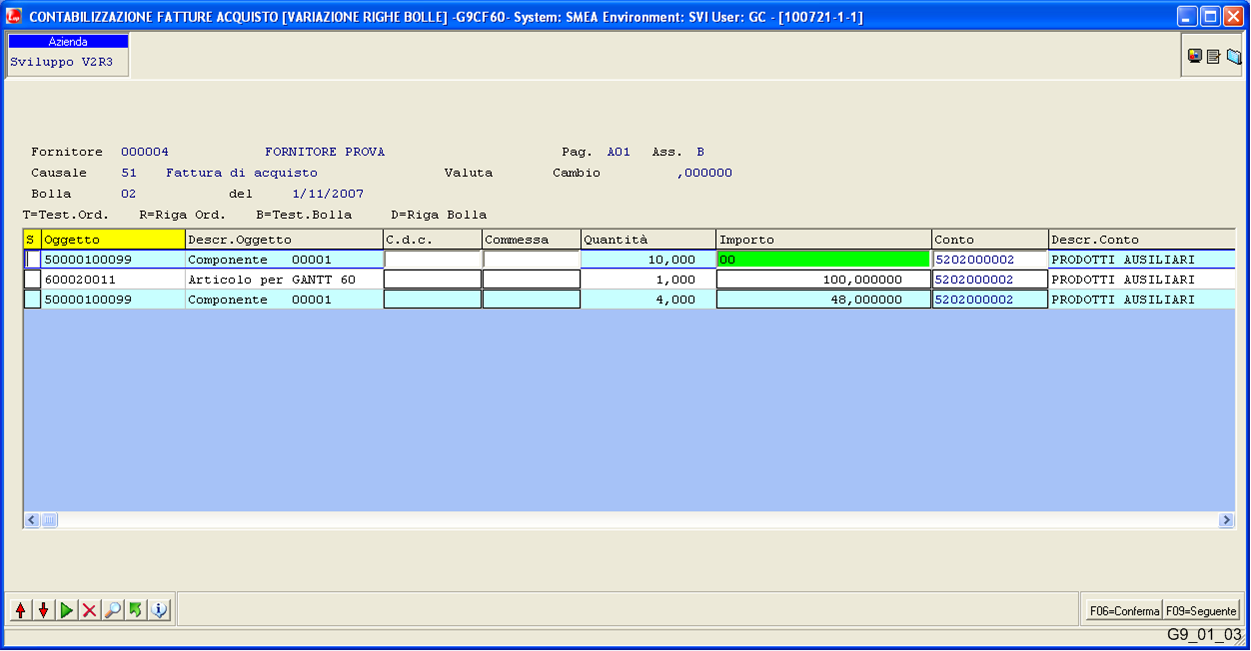 CONTABILIZZAZIONE FATTURE ACQUISTO [VARIAZIONE RIGHE BOLLE] -G9CF60- System: SMEA Environment: SVI User: GC - [100721-1-1]
Azienda
Sviluppo V2R3
Fornitore 000004 FORNITORE PROVA Pag. A01 Ass. B
Causale 51 Fattura di acquisto Valuta Cambio ,000000
Bolla 02 del 1/11/2007
T=Test.Ord. R=Riga Ord. B=Test.Bolla D=Riga Bolla
S Oggetto Descr.Oggetto C.d.c. Commessa Quantità Importo Conto Descr.Conto
50000100099 Componente 00001 10,000 00 5202000002 PRODOTTI AUSILIARI
600020011 Articolo per GANTT 60 1,000 100,000000 5202000002 PRODOTTI AUSILIARI
50000100099 Componente 00001 4,000 48,000000 5202000002 PRODOTTI AUSILIARI
F06=Conferma F09=Seguente
G9_01_03